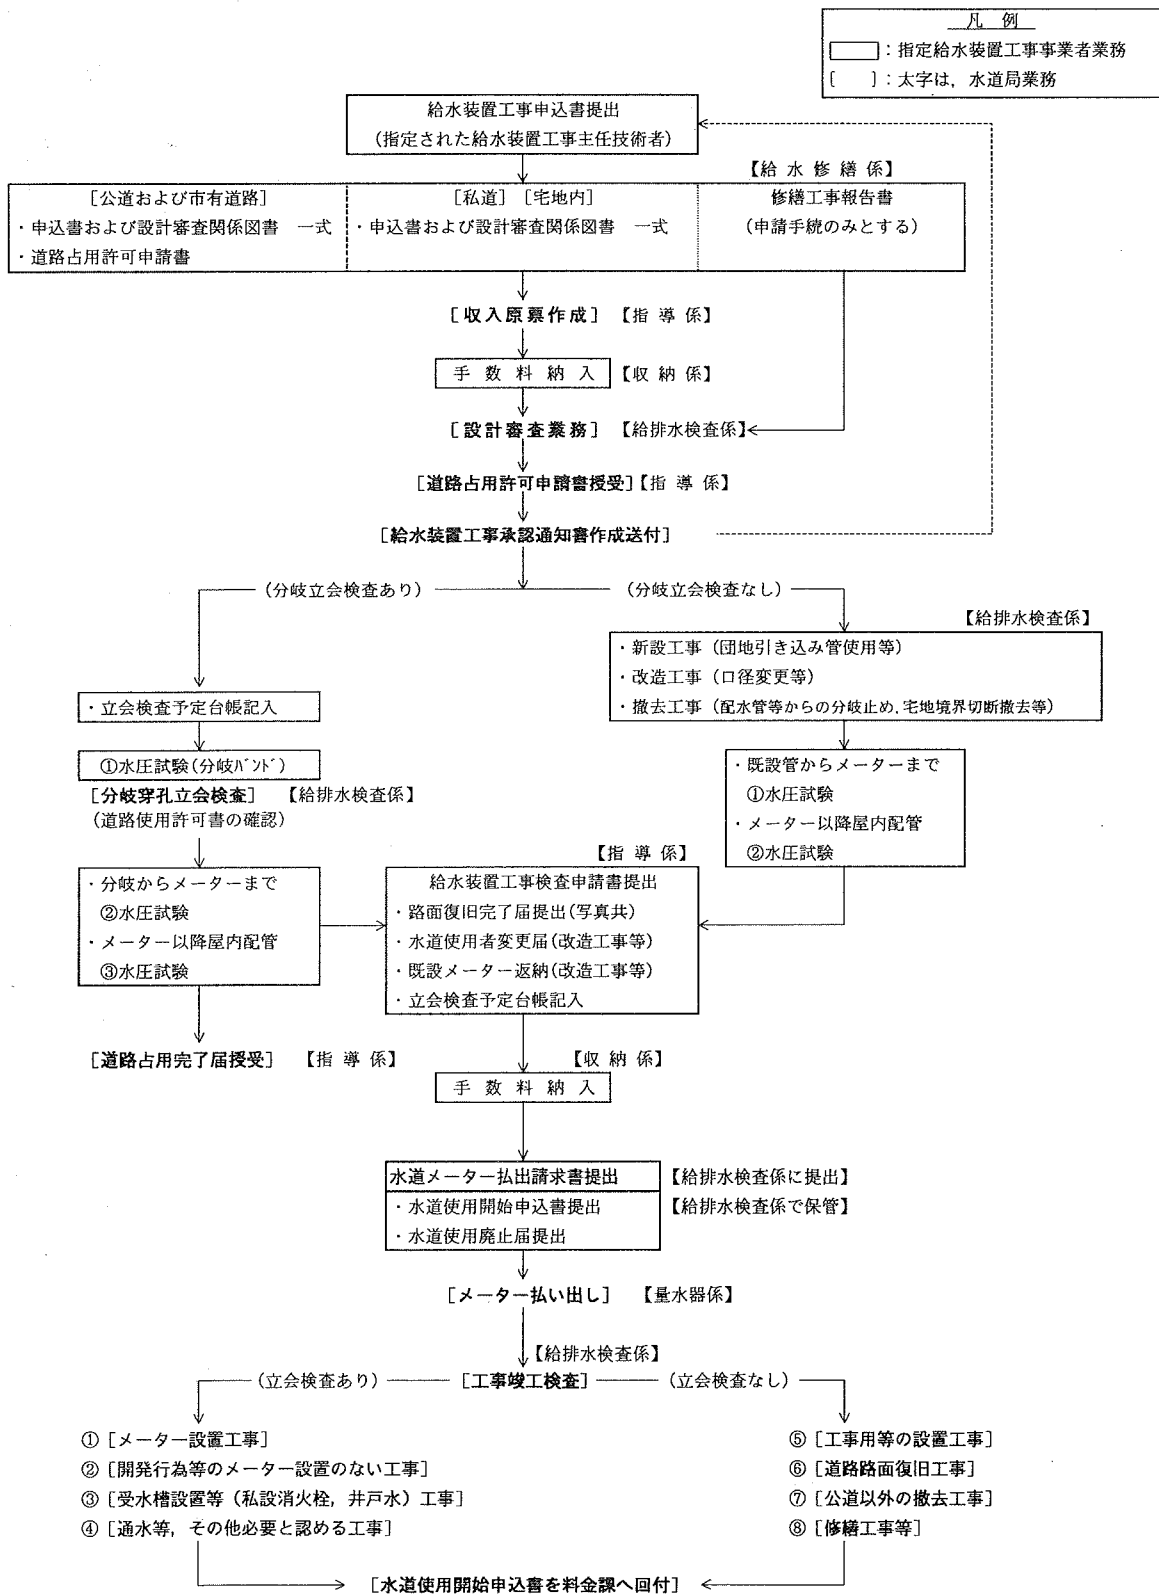 凡 例
：指定給水装置工事事業者業務
[ ]：太字は，水道局業務
給水装置工事申込書提出
(指定された給水装置工事主任技術者)
【給 水 修 繕 係】
[公道および市有道路]
・申込書および設計審査関係図書 一式
・道路占用許可申請書
[私道] [宅地内]
・申込書および設計審査関係図書 一式
修繕工事報告書
(申請手続のみとする)
[収入原票作成] 【指 導 係】
手 数 料 納 入 【収 納 係】
[設計審査業務] 【給排水検査係】
[道路占用許可申請書授受]【指 導 係】
[給水装置工事承認通知書作成送付]
(分岐立会検査あり)
(分岐立会検査なし)
【給排水検査係】
・新設工事（団地引き込み管使用等）
・改造工事（口径変更等）
・撤去工事（配水管等からの分岐止め，宅地境界切断撤去等）
・立会検査予定台帳記入
①水圧試験(分岐ﾊﾞﾝﾄﾞ)
[分岐穿孔立会検査] 【給排水検査係】
(道路使用許可書の確認)
・既設管からメーターまで
①水圧試験
・メーター以降屋内配管
②水圧試験
・分岐からメーターまで
②水圧試験
・メーター以降屋内配管
③水圧試験
【指 導 係】
給水装置工事検査申請書提出
・路面復旧完了届提出(写真共)
・水道使用者変更届(改造工事等)
・既設メーター返納(改造工事等)
・立会検査予定台帳記入
[道路占用完了届授受] 【指 導 係】
【収 納 係】
手 数 料 納 入
水道メーター払出請求書提出 【給排水検査係に提出】
・水道使用開始申込書提出 【給排水検査係で保管】
・水道使用廃止届提出
[メーター払い出し] 【量水器係】
【給排水検査係】
(立会検査あり) [工事竣工検査] (立会検査なし)
① [メーター設置工事]
② [開発行為等のメーター設置のない工事]
③ [受水槽設置等（私設消火栓，井戸水）工事]
④ [通水等，その他必要と認める工事]
⑤ [工事用等の設置工事]
⑥ [道路路面復旧工事]
⑦ [公道以外の撤去工事]
⑧ [修繕工事等]
[水道使用開始申込書を料金課へ回付]